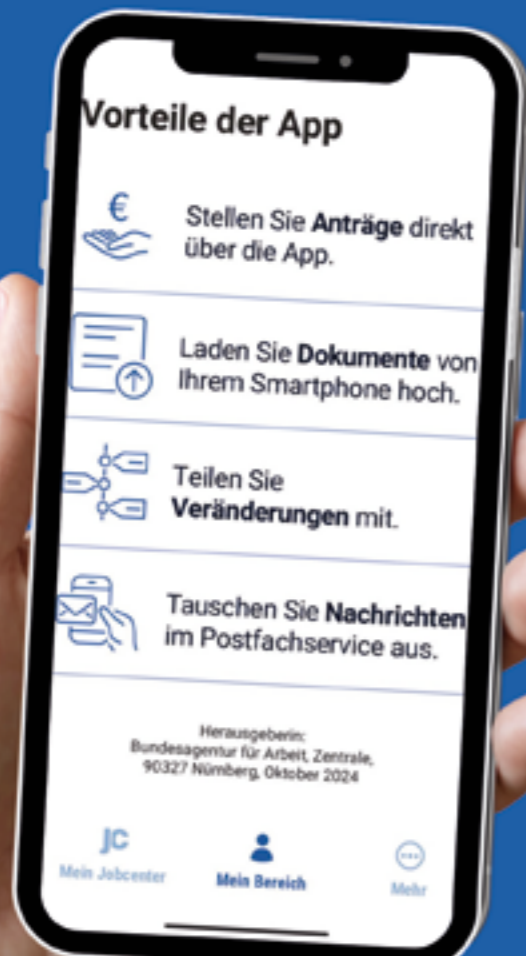 Vorteile der App
€
Stellen Sie Anträge direkt
über die App.
Laden Sie Dokumente von
Ihrem Smartphone hoch.
Teilen Sie
Veränderungen mit.
Tauschen Sie Nachrichten
im Postfachservice aus.
Herausgeberin:
Bundesagentur für Arbeit, Zentrale,
90327 Nürnberg, Oktober 2024
JC
Mein Jobcenter
Mein Bereich
Mehr